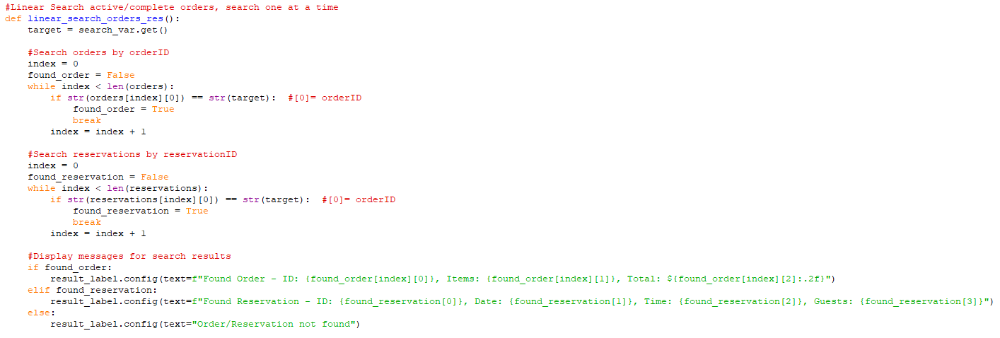 #Linear Search active/complete orders, search one at a time
def linear_search_orders_res():
    target = search_var.get()

    #Search orders by orderID
    index = 0
    found_order = False
    while index < len(orders):
        if str(orders[index][0]) == str(target):  #[0]= orderID
            found_order = True
            break
        index = index + 1

    #Search reservations by reservationID
    index = 0
    found_reservation = False
    while index < len(reservations):
        if str(reservations[index][0]) == str(target):  #[0]= orderID
            found_reservation = True
            break
        index = index + 1

    #Display messages for search results
    if found_order:
        result_label.config(text=f"Found Order - ID: {found_order[index][0]}, Items: {found_order[index][1]}, Total: ${found_order[index][2]:.2f}")
    elif found_reservation:
        result_label.config(text=f"Found Reservation - ID: {found_reservation[0]}, Date: {found_reservation[1]}, Time: {found_reservation[2]}, Guests: {found_reservation[3]}")
    else:
        result_label.config(text="Order/Reservation not found")